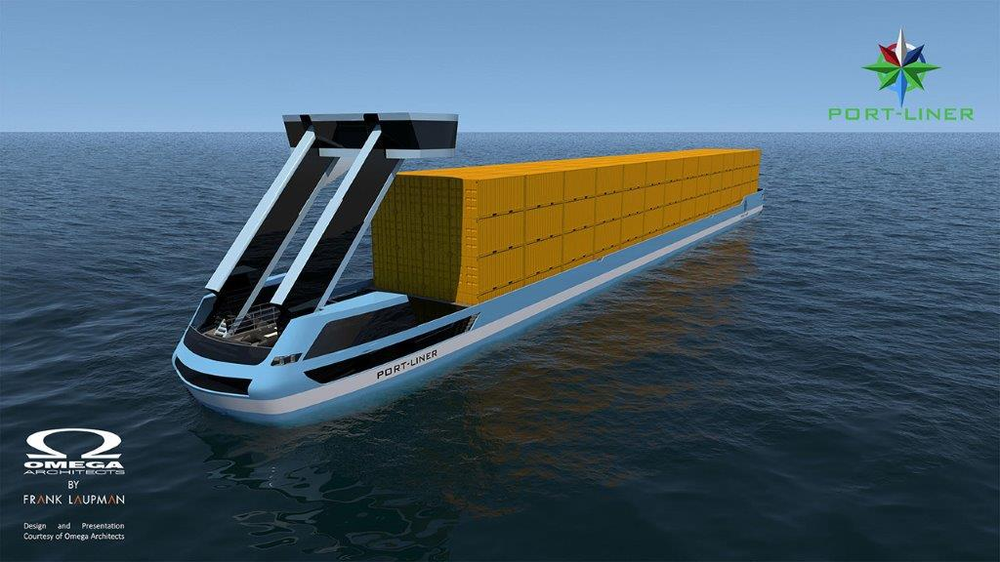 PORT-LINER
PORT-LINER
OMEGA
ARCHITECTS
BY
FRANK LAUPMAN
Design and Presentation
Courtesy of Omega Architects